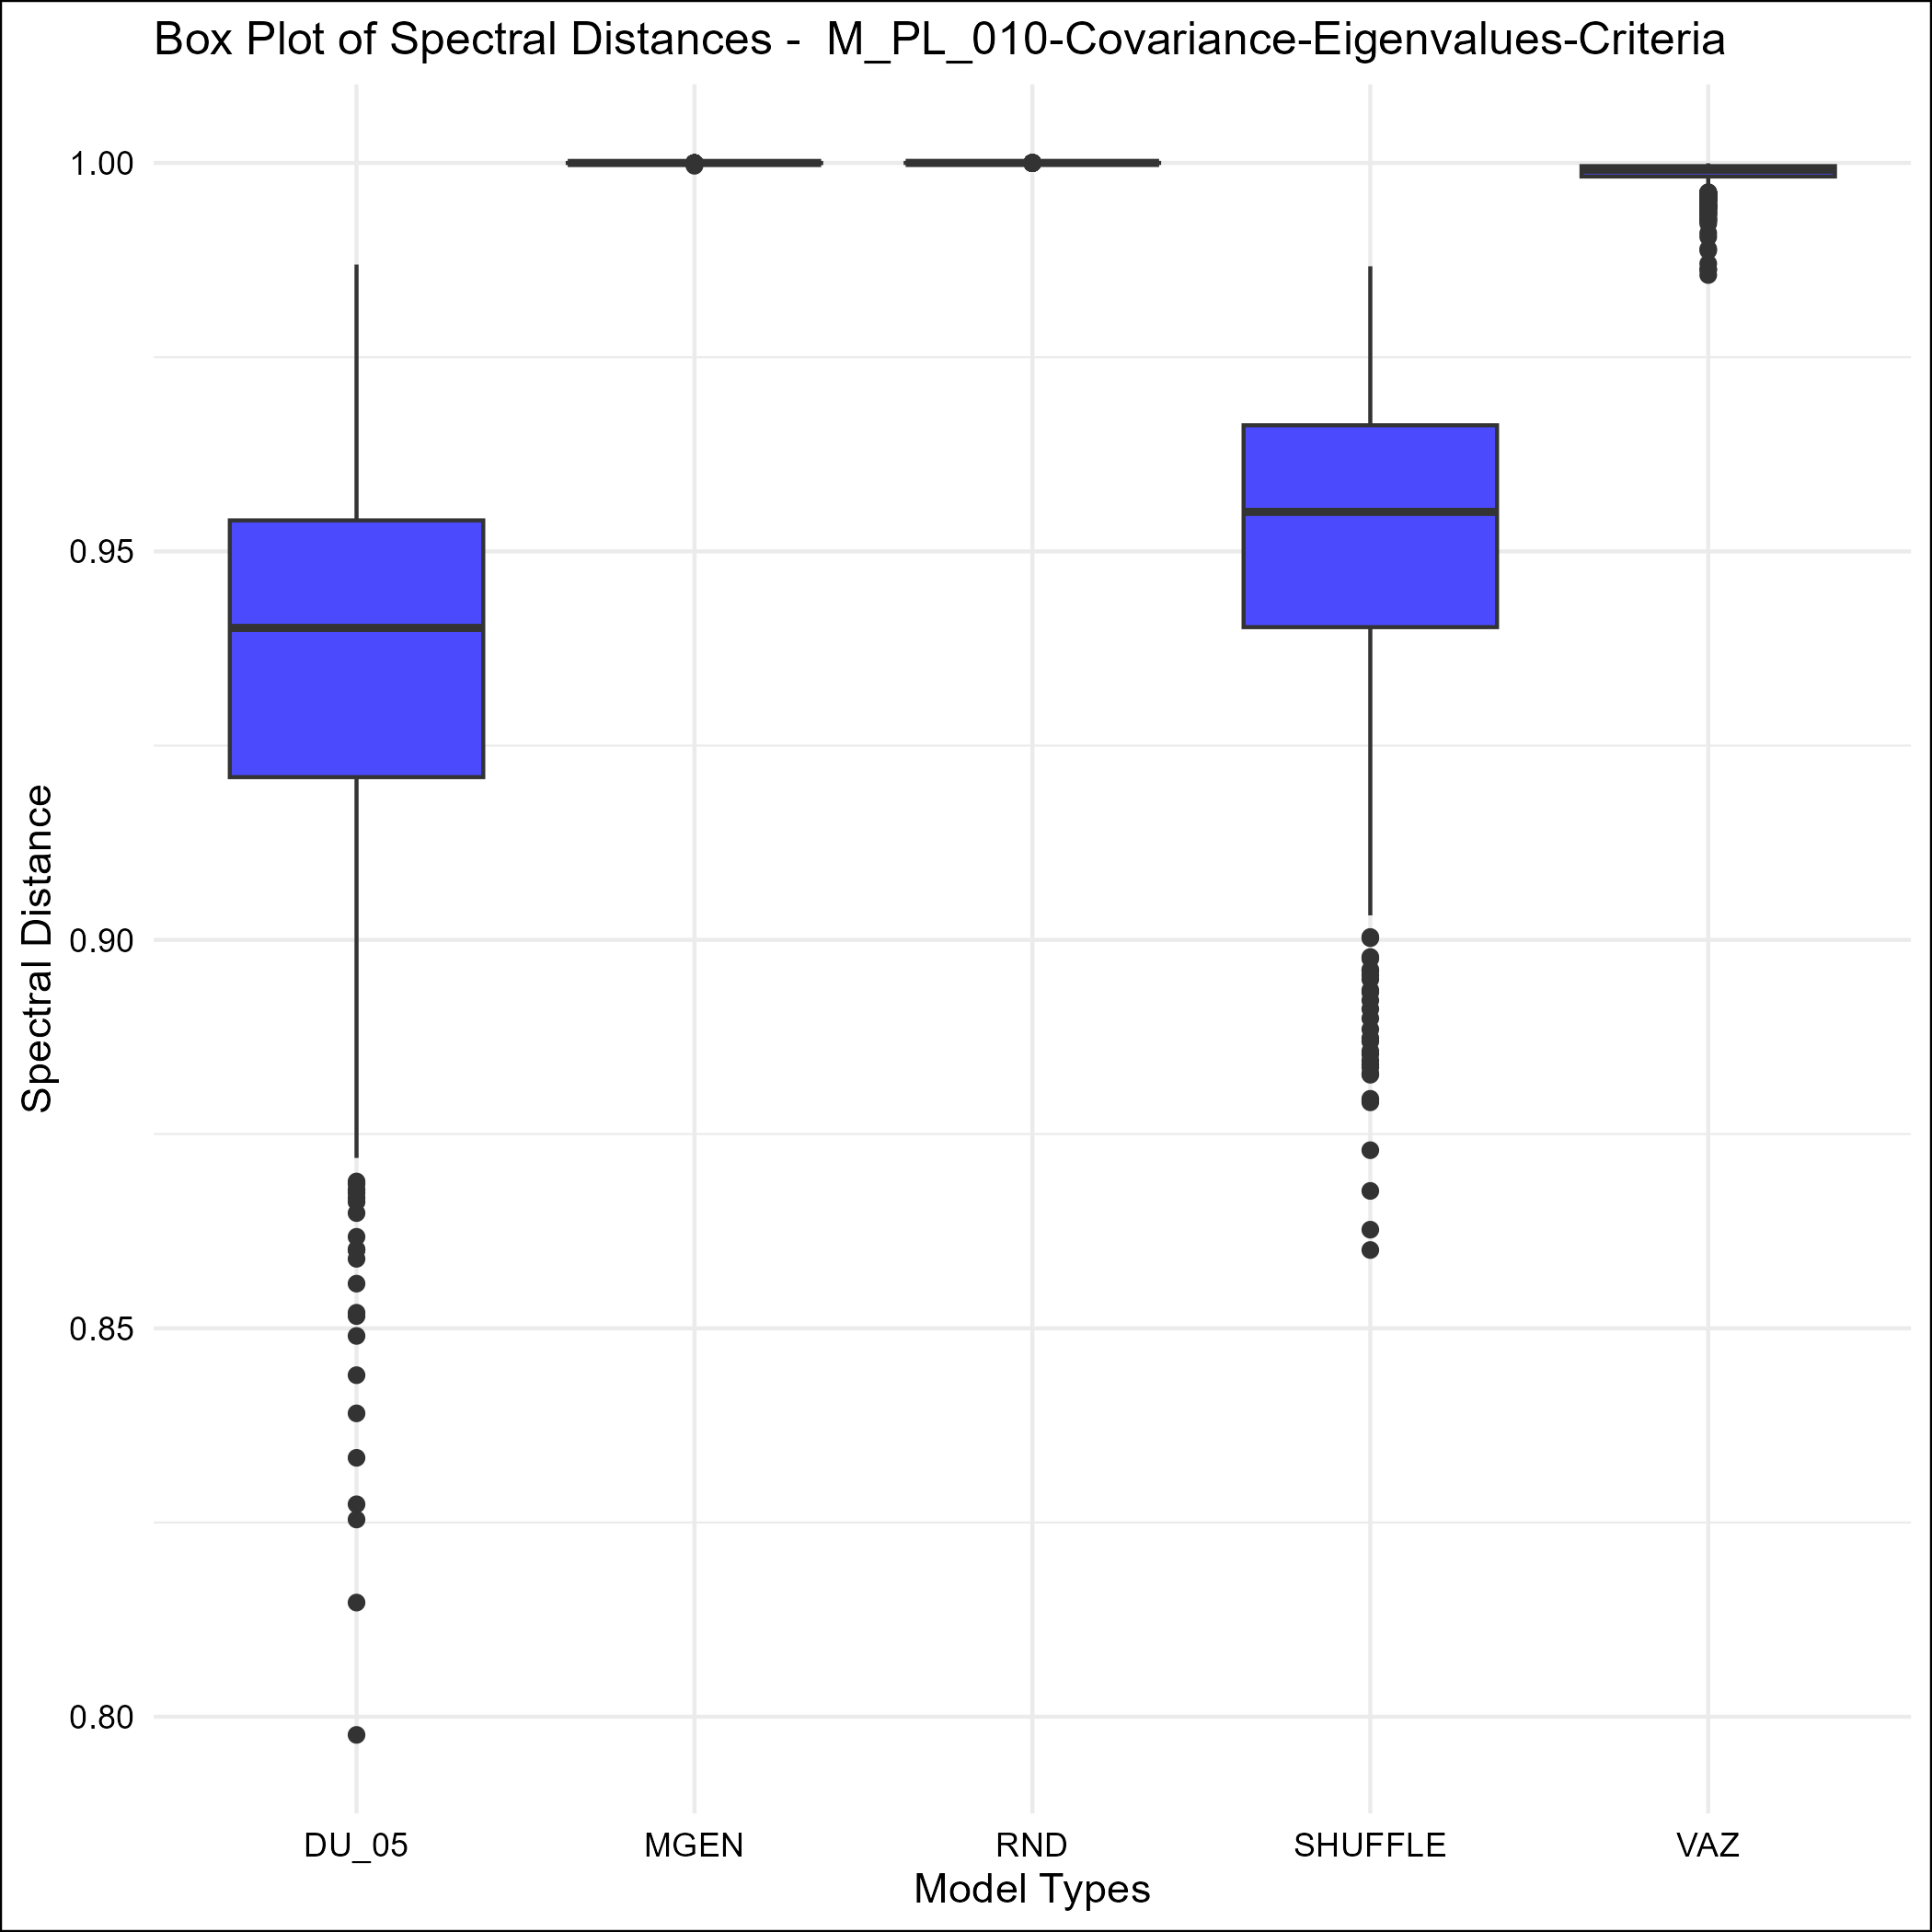 Box Plot of Spectral Distances -  M_PL_010-Covariance-Eigenvalues-Criteria
Spectral Distance
1.00
0.95
0.90
0.85
0.80
DU_05 MGEN RND SHUFFLE VAZ
Model Types